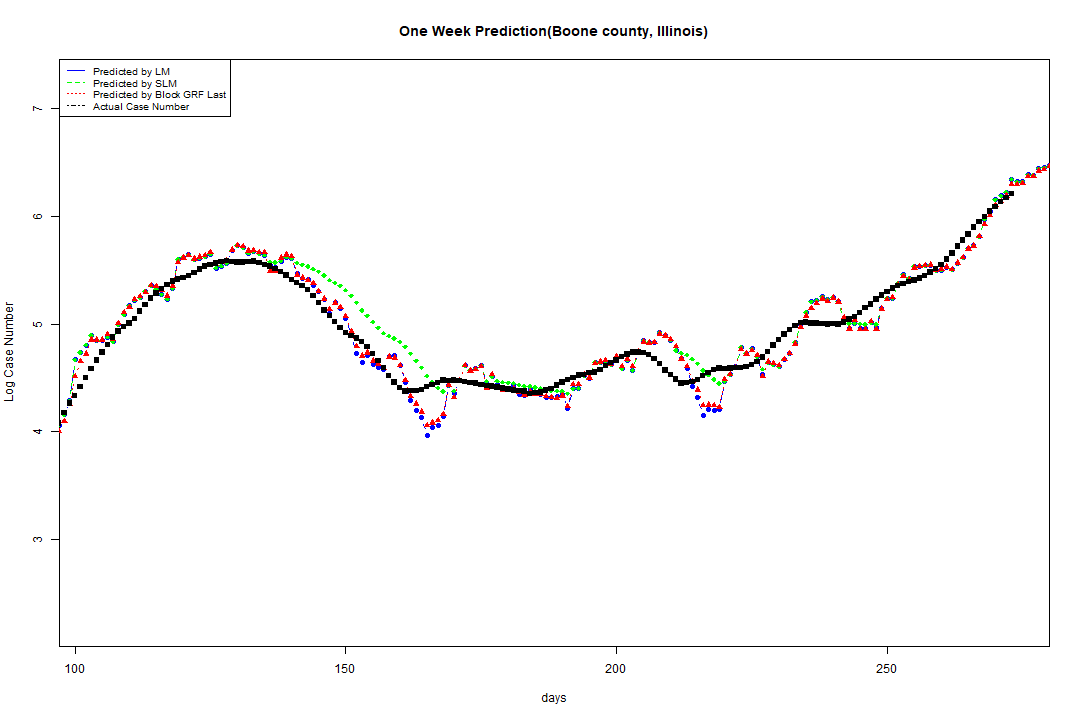 One Week Prediction(Boone county, Illinois)
Predicted by LM
Predicted by SLM
Predicted by Block GRF Last
Actual Case Number
Log Case Number
7
6
5
4
3
100 150 200 250
days